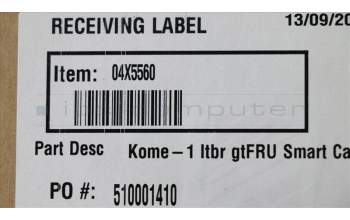 RECEIVING LABEL 13/09/20
Item: 04X5560
Part Desc Kome-1 ltbr gtFRU Smart Ca
PO #: 510001410